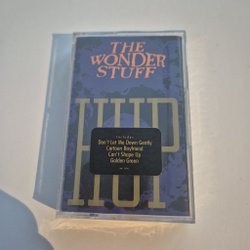 THE
WONDER
STUFF
HUP
Don't Let Me Down Gently
Cartoon Boyfriend
Can't Shape Up
Golden Green